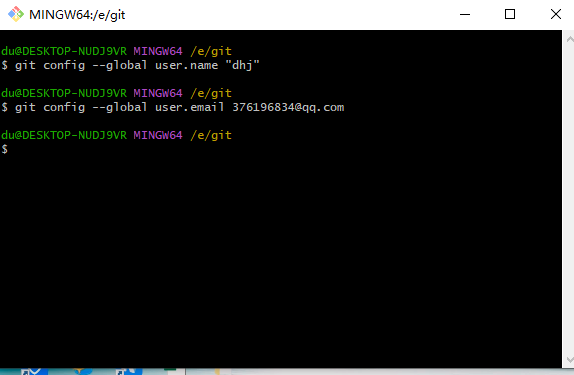 MINGW64:/e/git
du@DESKTOP-NUDJ9VR MINGW64 /e/git
$ git config --global user.name "dhj"
du@DESKTOP-NUDJ9VR MINGW64 /e/git
$ git config --global user.email 376196834@qq.com
du@DESKTOP-NUDJ9VR MINGW64 /e/git
$